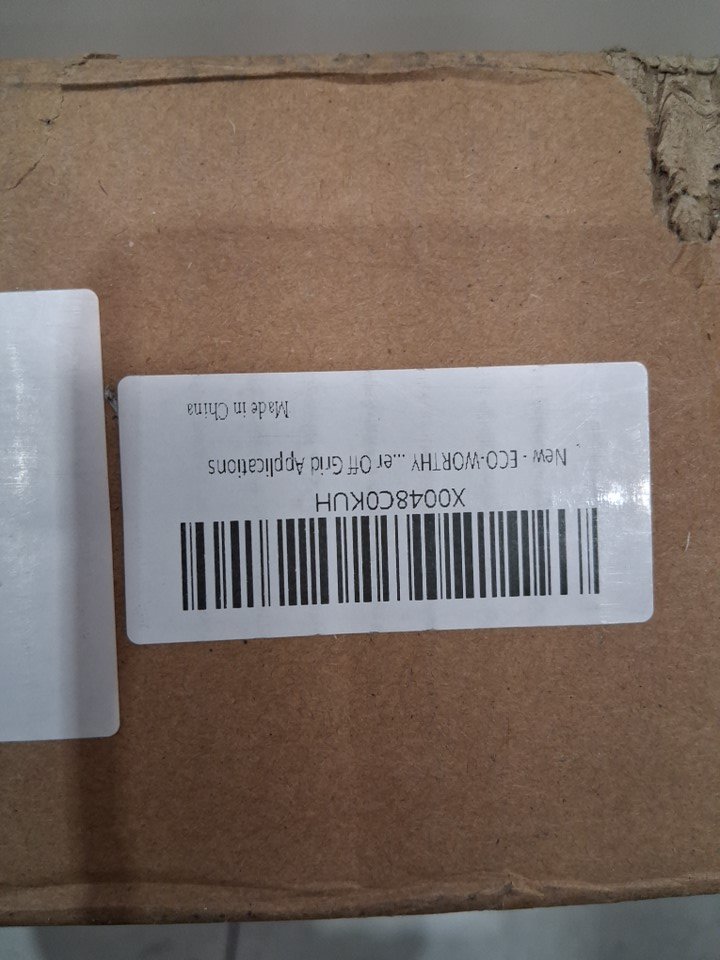 X0048C0KUH
New - ECO-WORTHY ...er Off Grid Applications
Made in China